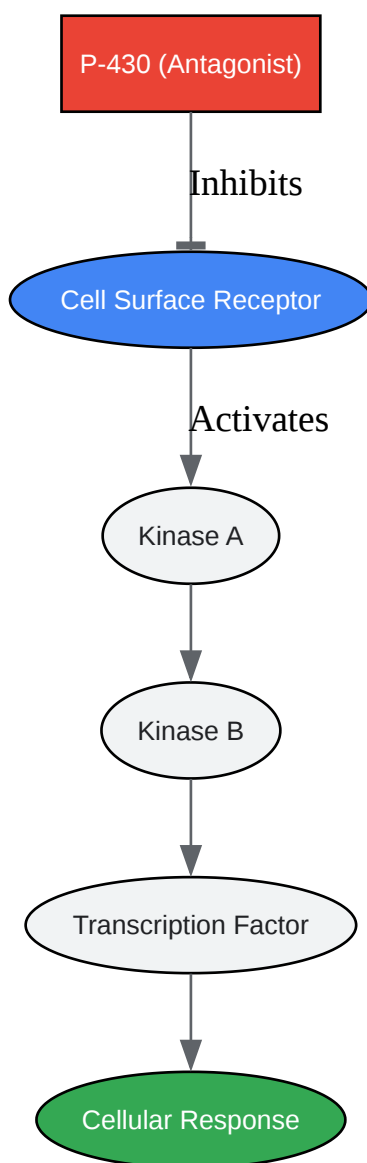 P-430 (Antagonist)
Inhibits
Cell Surface Receptor
Activates
Kinase A
Kinase B
Transcription Factor
Cellular Response